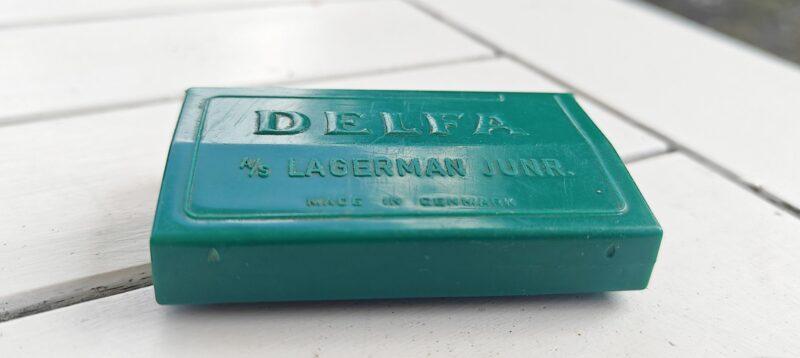 DELFA
A/S LAGERMAN JUNR.
MADE IN DENMARK